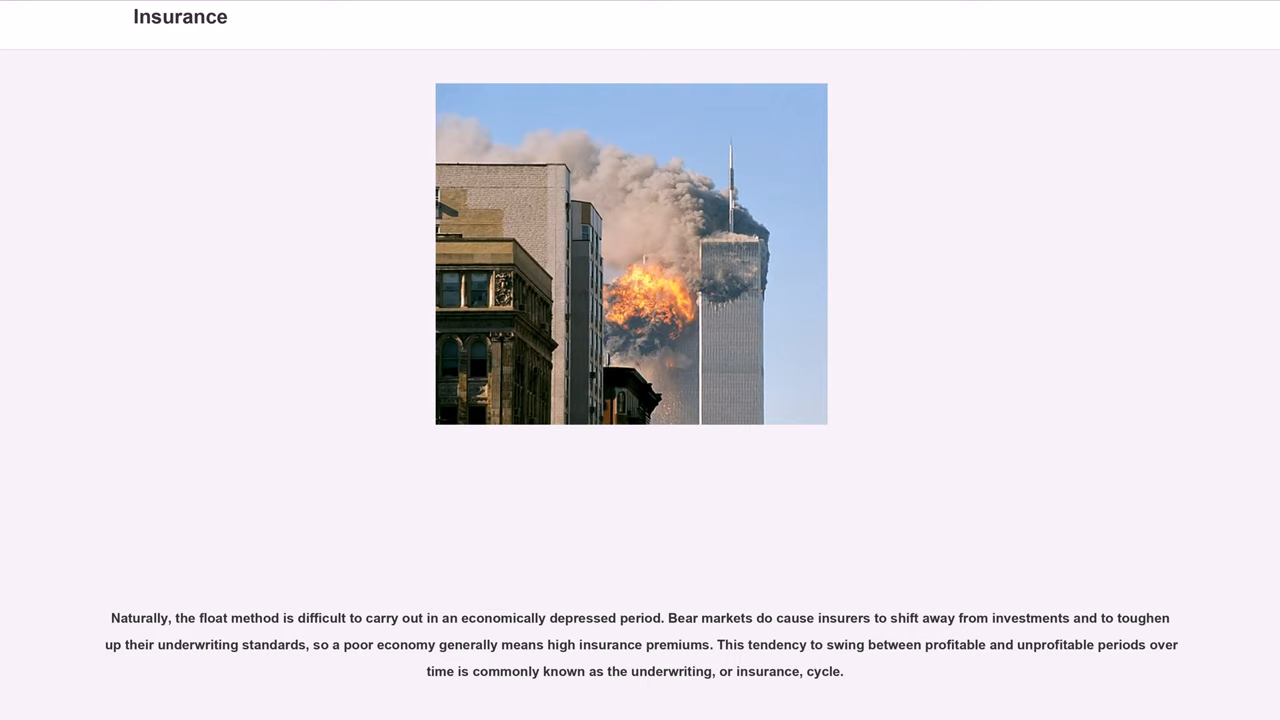 Insurance
Naturally, the float method is difficult to carry out in an economically depressed period. Bear markets do cause insurers to shift away from investments and to toughen
up their underwriting standards, so a poor economy generally means high insurance premiums. This tendency to swing between profitable and unprofitable periods over
time is commonly known as the underwriting, or insurance, cycle.